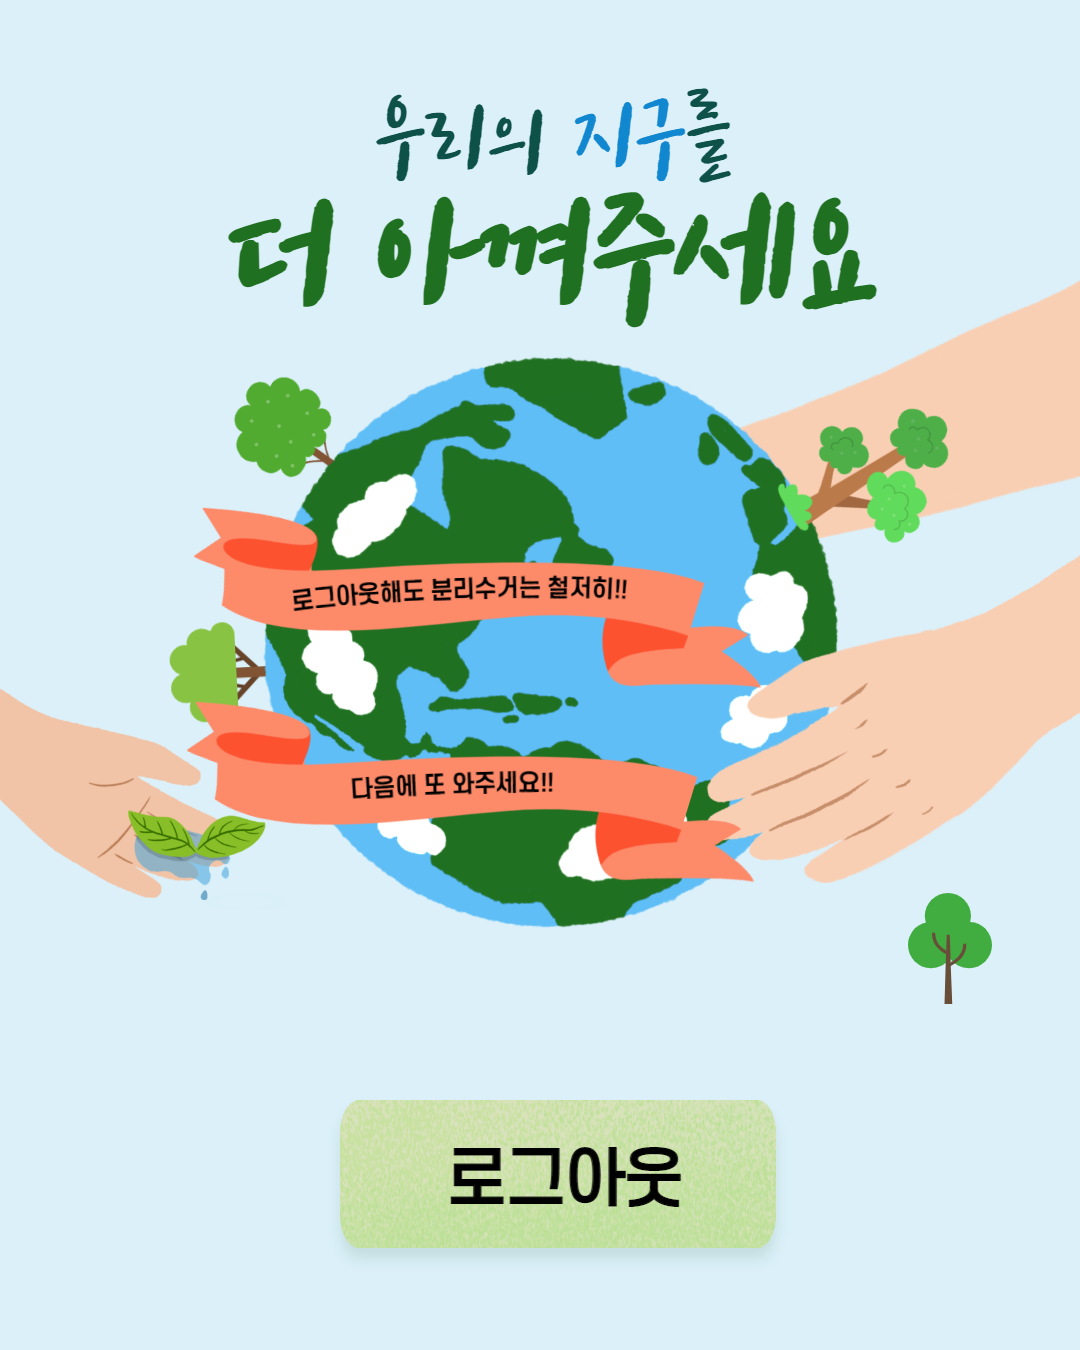 우리의 지구를
더 아껴주세요
로그아웃해도 분리수거는 철저히!!
다음에 또 와주세요!!
로그아웃